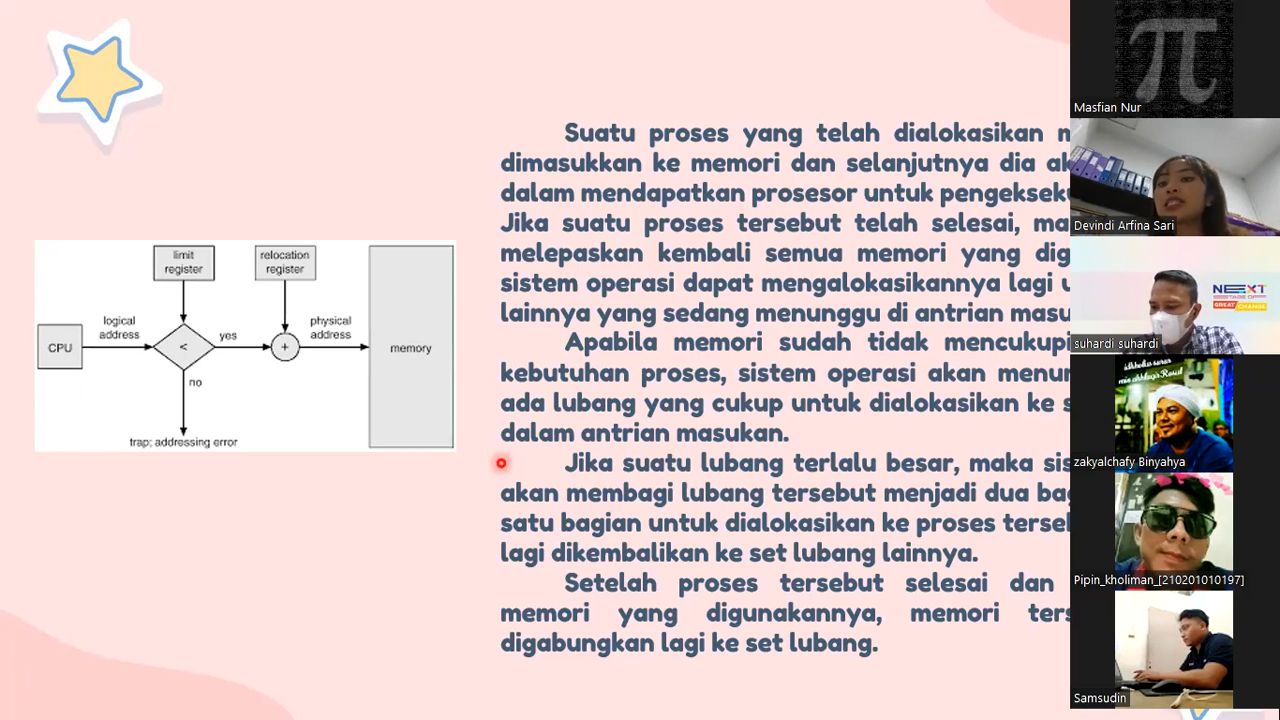 limit
register
relocation
register
logical
address
yes
physical
address
CPU
<
+
memory
no
trap; addressing error
Suatu proses yang telah dialokasikan
dimasukkan ke memori dan selanjutnya dia
dalam mendapatkan prosesor untuk
Jika suatu proses tersebut telah selesai,
melepaskan kembali semua memori yang
sistem operasi dapat mengalokasikannya lagi
lainnya yang sedang menunggu di antrian
Apabila memori sudah tidak
kebutuhan proses, sistem operasi akan
ada lubang yang cukup untuk dialokasikan ke
dalam antrian masukan.
Jika suatu lubang terlalu besar, maka
akan membagi lubang tersebut menjadi dua
satu bagian untuk dialokasikan ke proses
lagi dikembalikan ke set lubang lainnya.
Setelah proses tersebut selesai dan
memori yang digunakannya, memori
digabungkan lagi ke set lubang.
Masfian Nur
Devindi Arfina Sari
NEXT
STAGE OF
GREAT CHANGE
suhardi suhardi
zakyalchafy Binyahya
Pipin_kholiman_[210201010197]
Samsudin